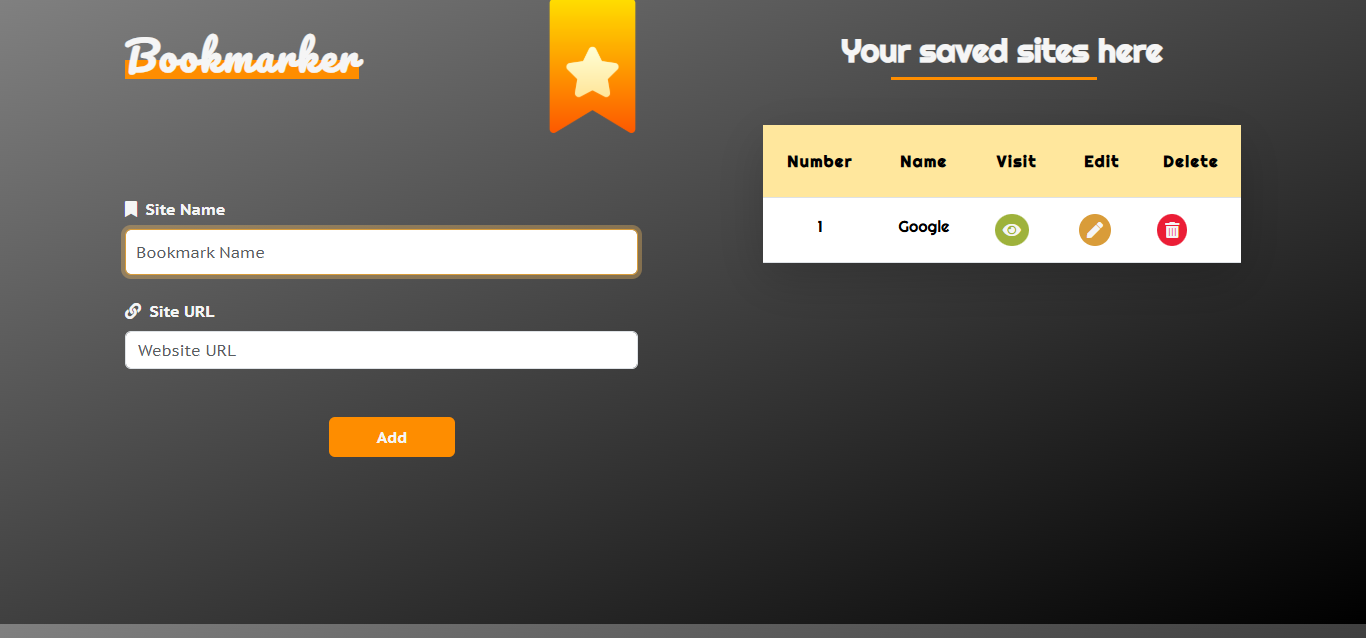 Bookmarker
Site Name
Bookmark Name
Site URL
Website URL
Add
Your saved sites here
Number Name Visit Edit Delete
1 Google